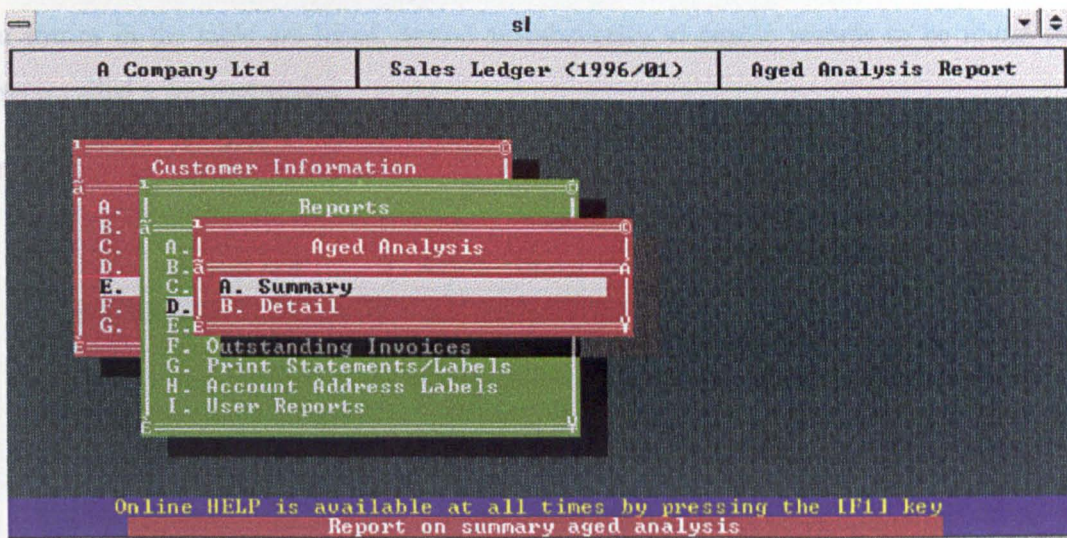 sl
A Company Ltd
Sales Ledger (1996/01)
Aged Analysis Report
Customer Information
A.
B.
C.
D.
E.
F.
G.
Reports
A.
B.
C.
D.
E.
F. Outstanding Invoices
G. Print Statements/Labels
H. Account Address Labels
I. User Reports
Aged Analysis
A. Summary
B. Detail
Online HELP is available at all times by pressing the [F1] key
Report on summary aged analysis